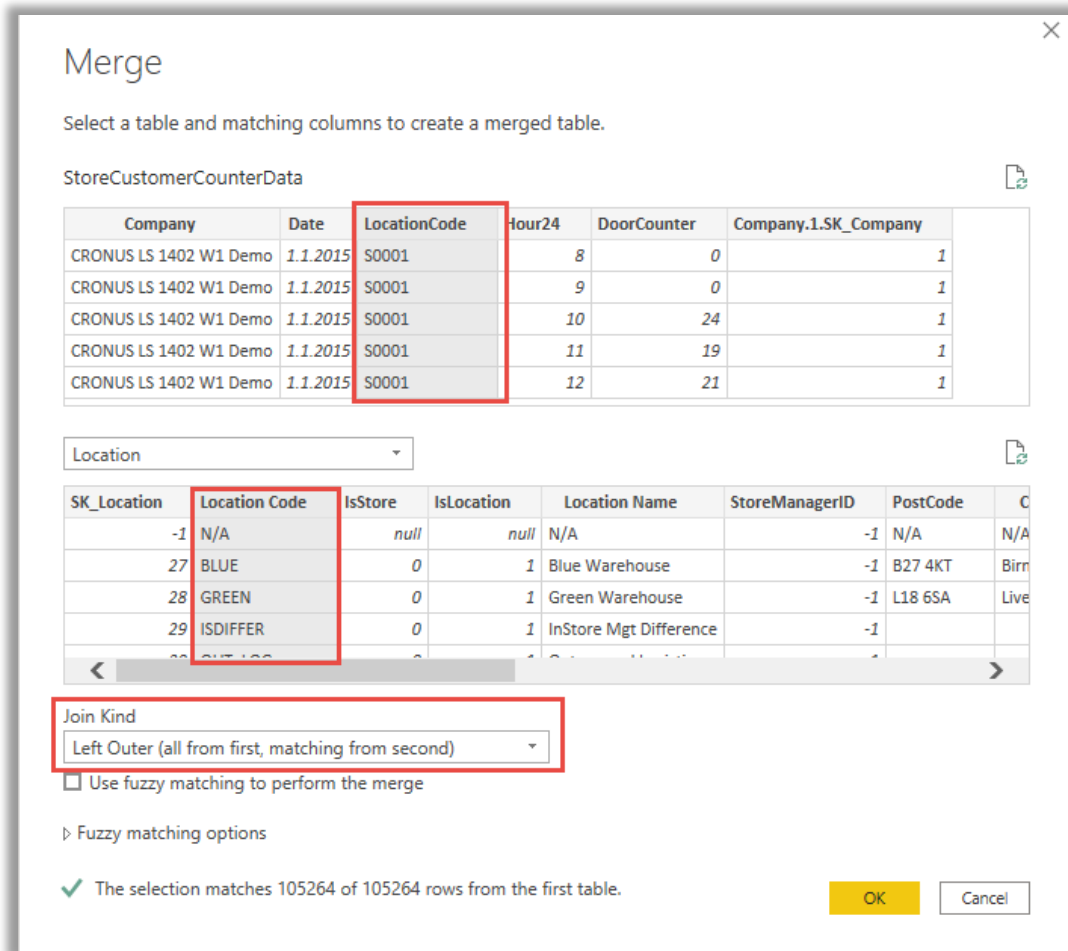 Merge
Select a table and matching columns to create a merged table.
StoreCustomerCounterData
Company Date LocationCode Hour24 DoorCounter Company.1.SK_Company
CRONUS LS 1402 W1 Demo 1.1.2015 S0001 8 0 1
CRONUS LS 1402 W1 Demo 1.1.2015 S0001 9 0 1
CRONUS LS 1402 W1 Demo 1.1.2015 S0001 10 24 1
CRONUS LS 1402 W1 Demo 1.1.2015 S0001 11 19 1
CRONUS LS 1402 W1 Demo 1.1.2015 S0001 12 21 1
Location
SK_Location Location Code IsStore IsLocation Location Name StoreManagerID PostCode C
-1 N/A null null N/A -1 N/A N/A
27 BLUE 0 1 Blue Warehouse -1 B27 4KT Birn
28 GREEN 0 1 Green Warehouse -1 L18 6SA Live
29 ISDIFFER 0 1 InStore Mgt Difference -1
Join Kind
Left Outer (all from first, matching from second)
Use fuzzy matching to perform the merge
Fuzzy matching options
The selection matches 105264 of 105264 rows from the first table.
OK Cancel